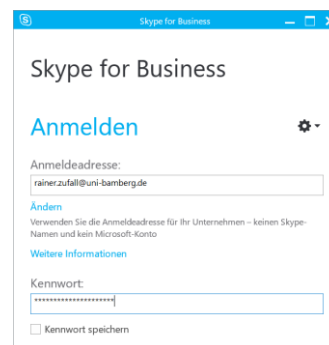 Skype for Business
Skype for Business
Anmelden
Anmeldeadresse:
rainer.zufall@uni-bamberg.de
Ändern
Verwenden Sie die Anmeldeadresse für Ihr Unternehmen – keinen Skype-
Namen und kein Microsoft-Konto
Weitere Informationen
Kennwort:
*********************
Kennwort speichern